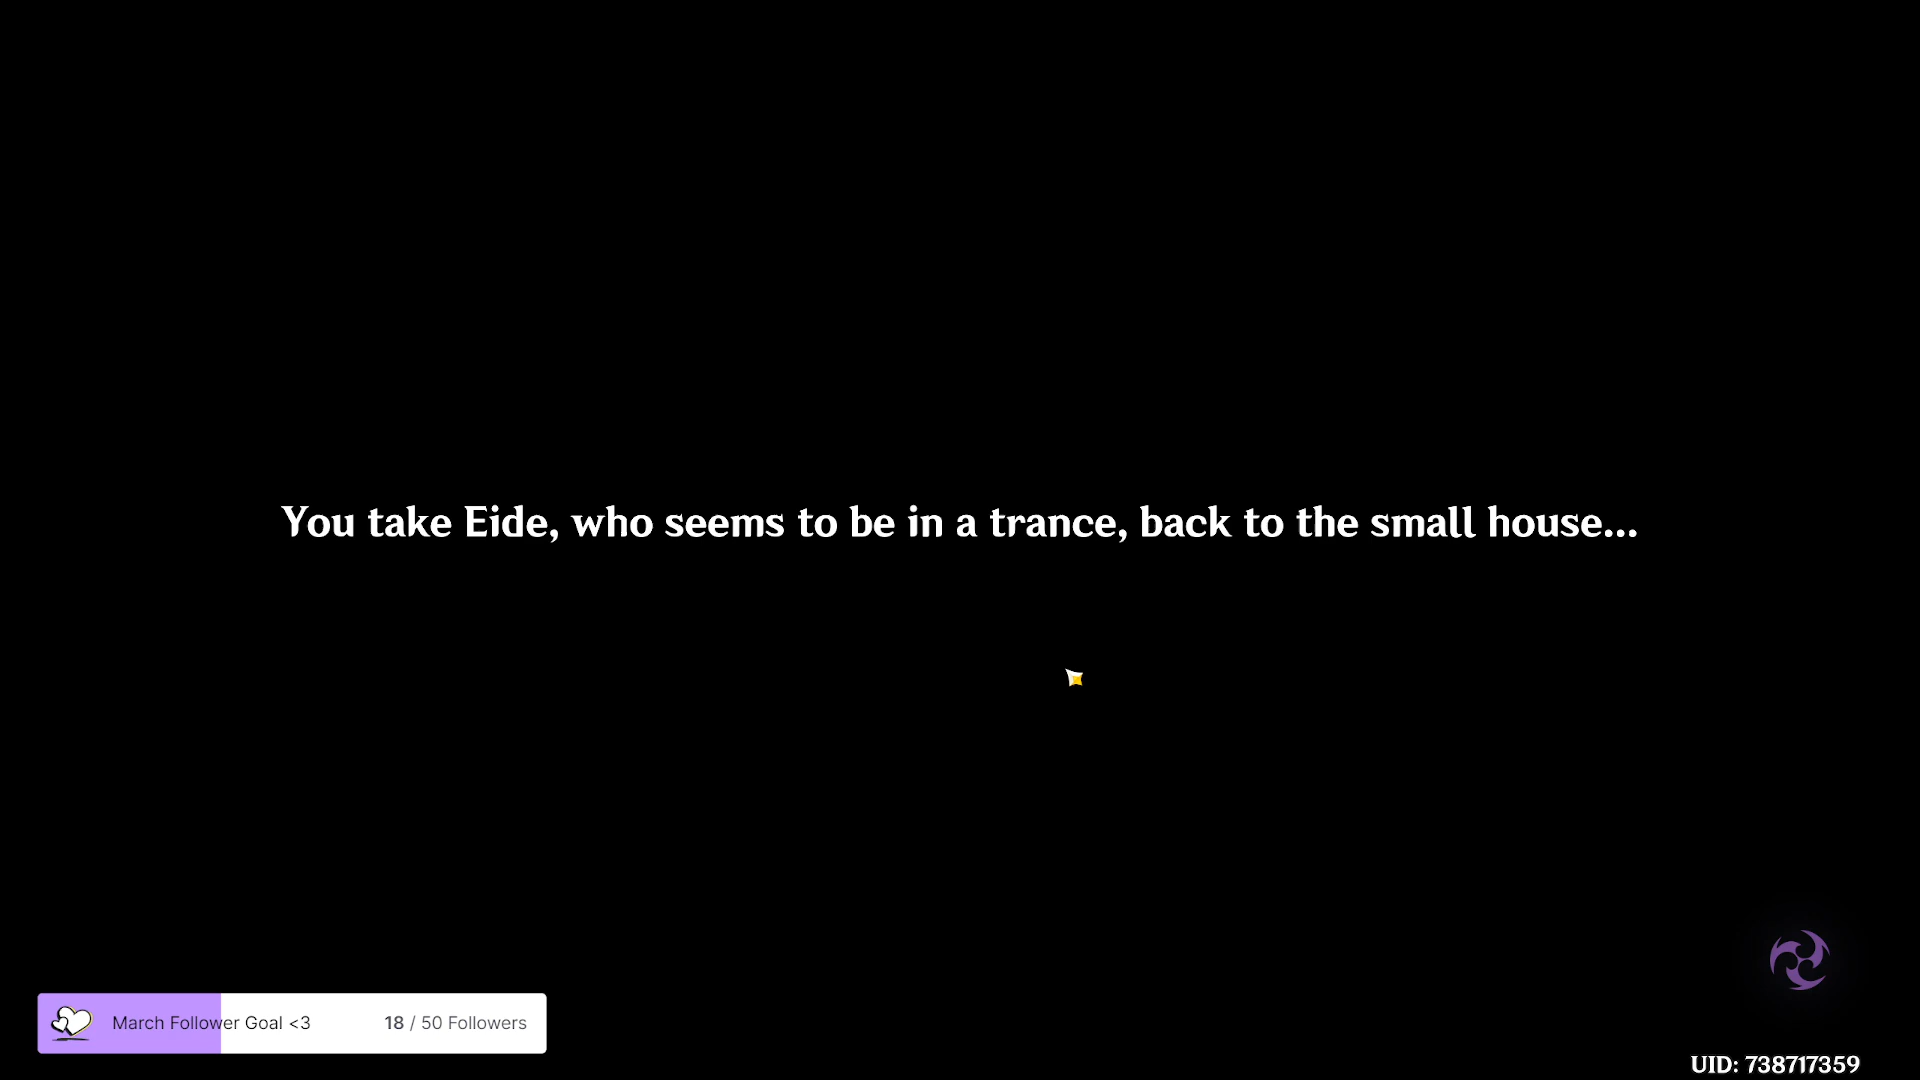 You take Eide, who seems to be in a trance, back to the small house...
March Follower Goal <3 18 / 50 Followers
UID: 738717359